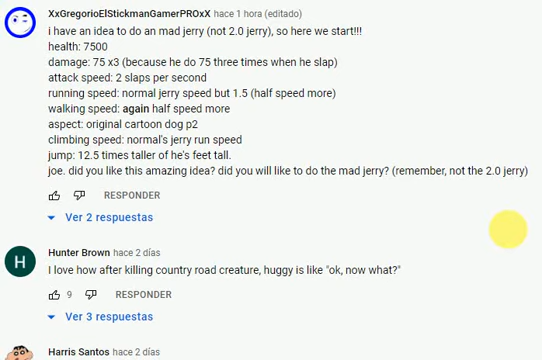 XxGregorioElStickmanGamerPROxX hace 1 hora (editado)
i have an idea to do an mad jerry (not 2.0 jerry), so here we start!!!
health: 7500
damage: 75 x3 (because he do 75 three times when he slap)
attack speed: 2 slaps per second
running speed: normal jerry speed but 1.5 (half speed more)
walking speed: again half speed more
aspect: original cartoon dog p2
climbing speed: normal's jerry run speed
jump: 12.5 times taller of he's feet tall.
joe. did you like this amazing idea? did you will like to do the mad jerry? (remember, not the 2.0 jerry)
RESPONDER
Ver 2 respuestas
H
Hunter Brown hace 2 días
I love how after killing country road creature, huggy is like "ok, now what?"
9 RESPONDER
Ver 3 respuestas
Harris Santos hace 2 días